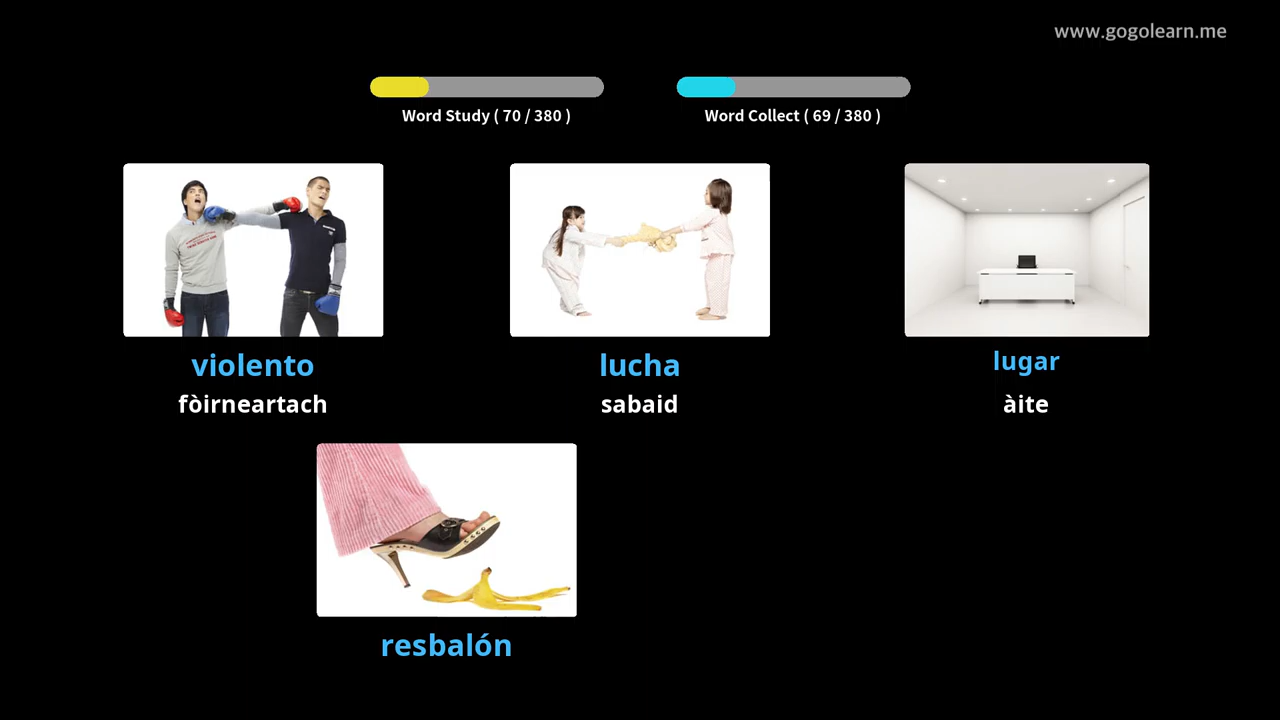 www.gogolearn.me
Word Study ( 70 / 380 )
Word Collect ( 69 / 380 )
violento
lucha
lugar
fòirneartach
sabaid
àite
resbalón